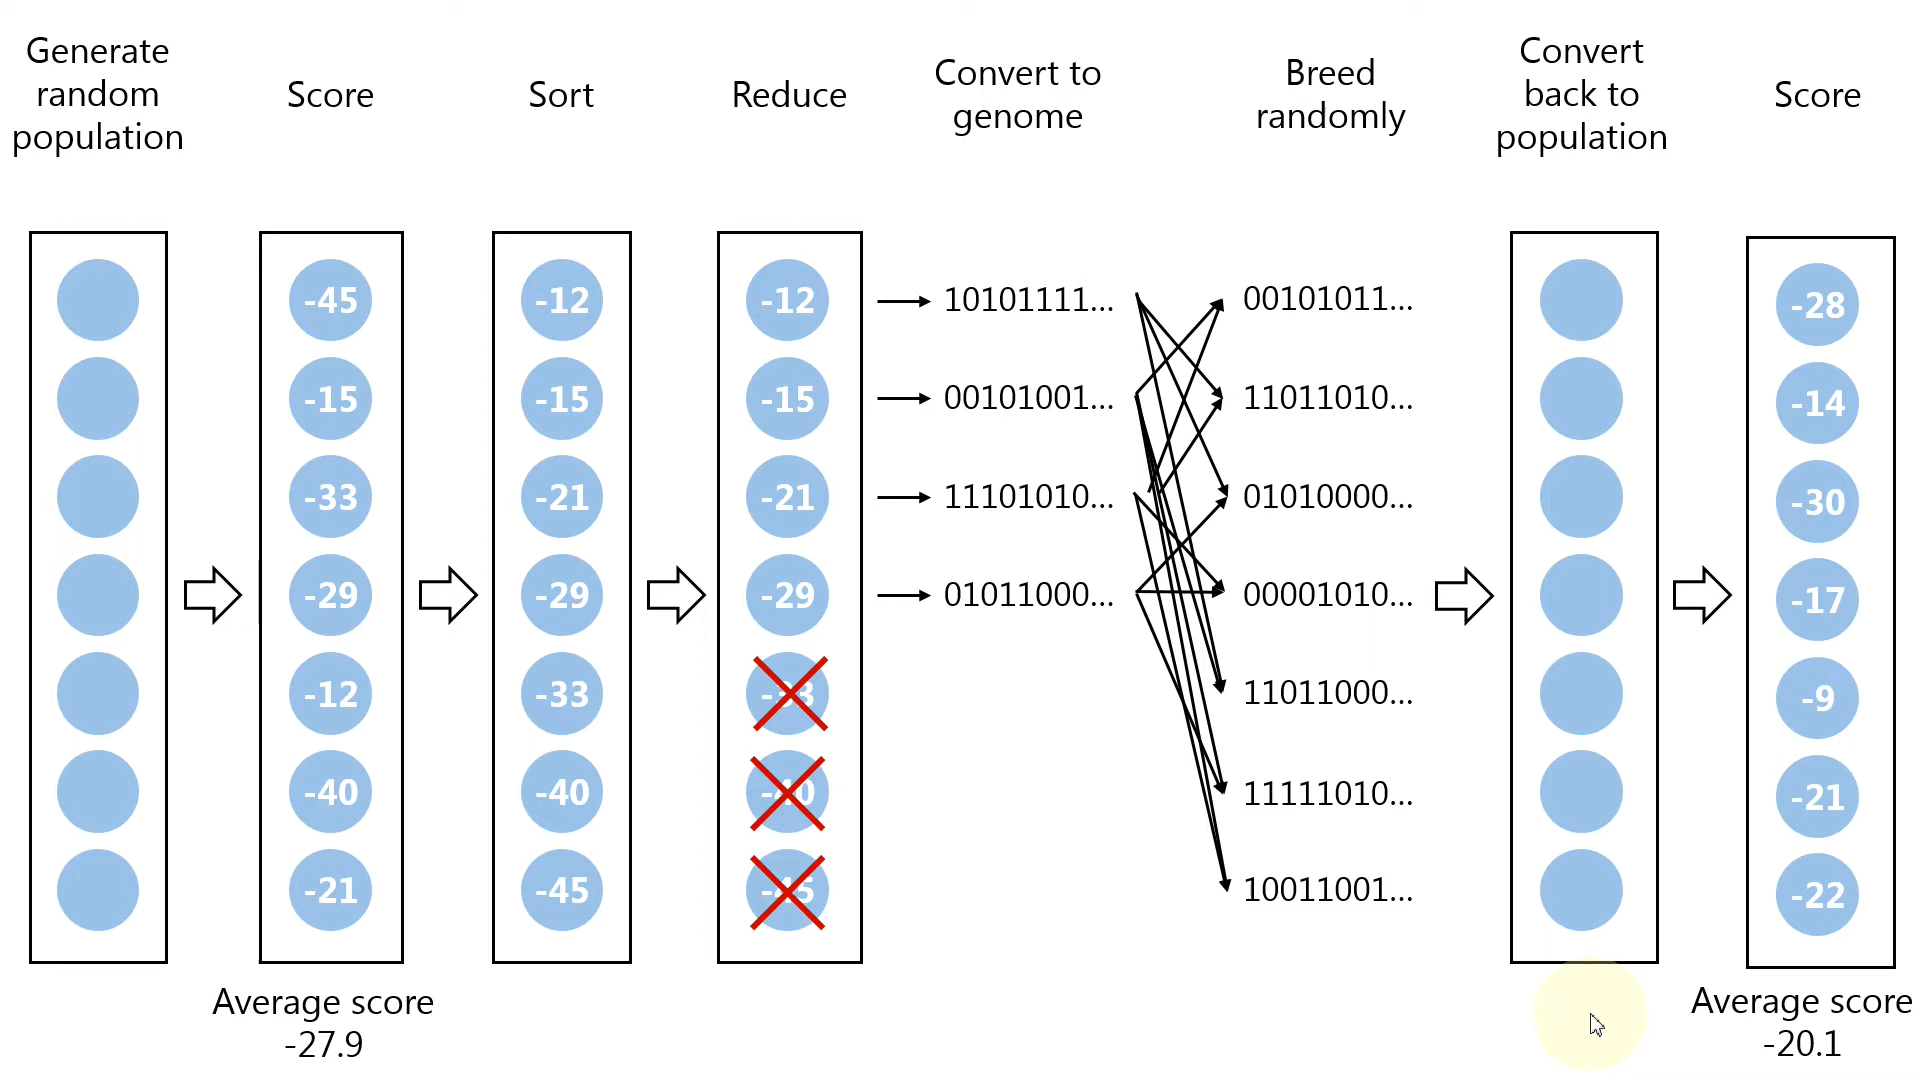 Generate
random
population
Score
Sort
Reduce
Convert to
genome
Breed
randomly
Convert
back to
population
Score
-45
-15
-33
-29
-12
-40
-21
-12
-15
-21
-29
-33
-40
-45
-12
-15
-21
-29
-33
-40
-45
10101111...
00101001...
11101010...
01011000...
00101011...
11011010...
01010000...
00001010...
11011000...
11111010...
10011001...
-28
-14
-30
-17
-9
-21
-22
Average score
-27.9
Average score
-20.1